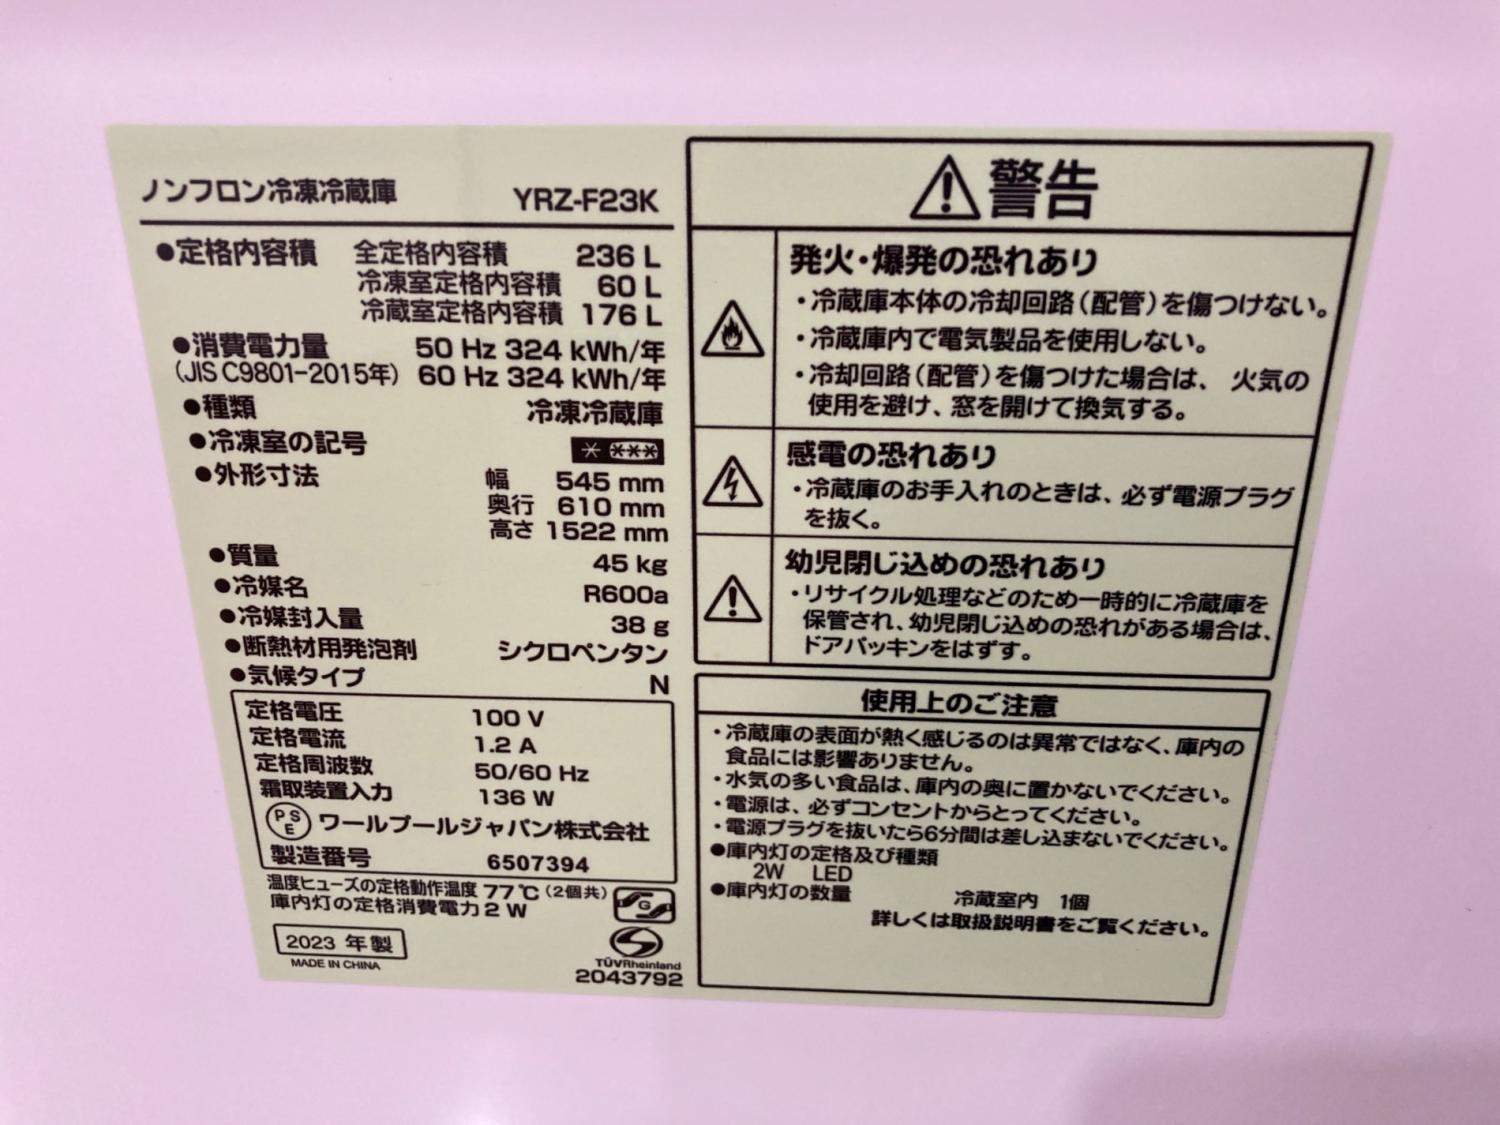 ノンフロン冷凍冷蔵庫 YRZ-F23K
●定格内容積 全定格内容積 236 L
冷凍室定格内容積 60 L
冷蔵室定格内容積 176 L
●消費電力量 50 Hz 324 kWh/年
(JIS C9801-2015年) 60 Hz 324 kWh/年
●種類 冷凍冷蔵庫
●冷凍室の記号 * ***
●外形寸法 幅 545 mm
奥行 610 mm
高さ 1522 mm
●質量 45 kg
●冷媒名 R600a
●冷媒封入量 38 g
●断熱材用発泡剤 シクロペンタン
●気候タイプ N
定格電圧 100 V
定格電流 1.2 A
定格周波数 50/60 Hz
霜取装置入力 136 W
PSE ワールプールジャパン株式会社
製造番号 6507394
温度ヒューズの定格動作温度 77℃(2個共)
庫内灯の定格消費電力 2 W
G
2023 年製
MADE IN CHINA
TÜVRheinland
2043792
警告
発火・爆発の恐れあり
・冷蔵庫本体の冷却回路(配管)を傷つけない。
・冷蔵庫内で電気製品を使用しない。
・冷却回路(配管)を傷つけた場合は、火気の
使用を避け、窓を開けて換気する。
感電の恐れあり
・冷蔵庫のお手入れのときは、必ず電源プラグ
を抜く。
幼児閉じ込めの恐れあり
・リサイクル処理などのため一時的に冷蔵庫を
保管され、幼児閉じ込めの恐れがある場合は、
ドアパッキンをはずす。
使用上のご注意
・冷蔵庫の表面が熱く感じるのは異常ではなく、庫内の
食品には影響ありません。
・水気の多い食品は、庫内の奥に置かないでください。
・電源は、必ずコンセントからとってください。
・電源プラグを抜いたら6分間は差し込まないでください。
●庫内灯の定格及び種類
2W LED
●庫内灯の数量 冷蔵室内 1個
詳しくは取扱説明書をご覧ください。